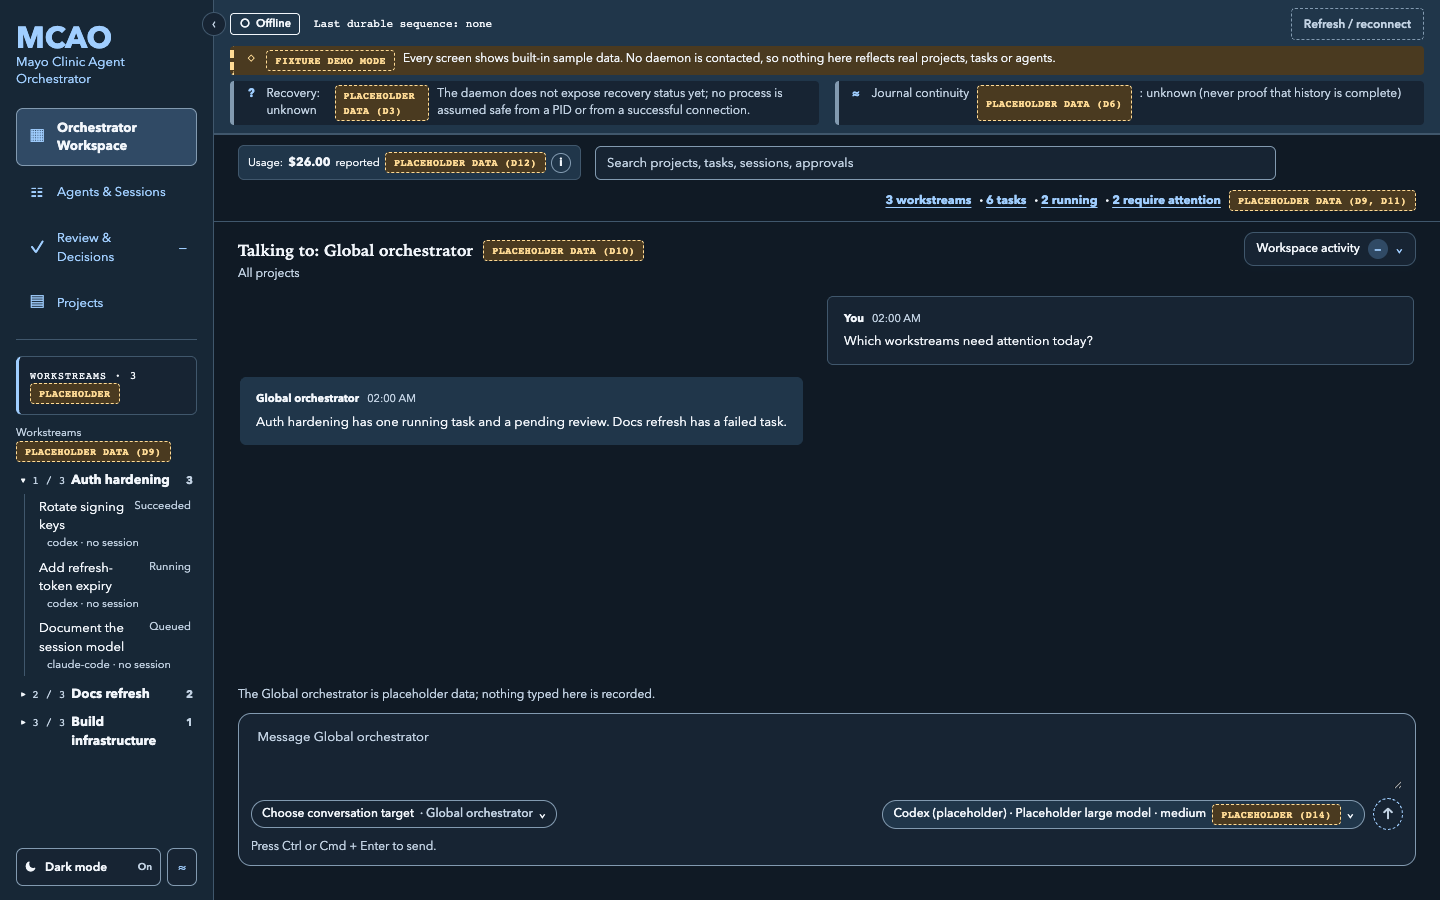 MCAO
Mayo Clinic Agent
Orchestrator
Orchestrator
Workspace
Agents & Sessions
Review &
Decisions –
Projects
WORKSTREAMS · 3
PLACEHOLDER
Workstreams
PLACEHOLDER DATA (D9)
1 / 3 Auth hardening 3
Rotate signing Succeeded
keys
codex · no session
Add refresh- Running
token expiry
codex · no session
Document the Queued
session model
claude-code · no session
2 / 3 Docs refresh 2
3 / 3 Build 1
infrastructure
Dark mode On ≈
Offline Last durable sequence: none Refresh / reconnect
FIXTURE DEMO MODE Every screen shows built-in sample data. No daemon is contacted, so nothing here reflects real projects, tasks or agents.
? Recovery: PLACEHOLDER The daemon does not expose recovery status yet; no process is
unknown DATA (D3) assumed safe from a PID or from a successful connection.
≈ Journal continuity PLACEHOLDER DATA (D6) : unknown (never proof that history is complete)
Usage: $26.00 reported PLACEHOLDER DATA (D12) i Search projects, tasks, sessions, approvals
3 workstreams · 6 tasks · 2 running · 2 require attention PLACEHOLDER DATA (D9, D11)
Talking to: Global orchestrator PLACEHOLDER DATA (D10) Workspace activity –
All projects
You 02:00 AM
Which workstreams need attention today?
Global orchestrator 02:00 AM
Auth hardening has one running task and a pending review. Docs refresh has a failed task.
The Global orchestrator is placeholder data; nothing typed here is recorded.
Message Global orchestrator
Choose conversation target · Global orchestrator Codex (placeholder) · Placeholder large model · medium PLACEHOLDER (D14)
Press Ctrl or Cmd + Enter to send.